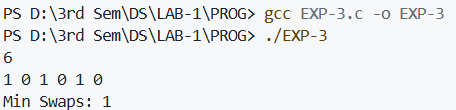 PS D:\3rd Sem\DS\LAB-1\PROG> gcc EXP-3.c -o EXP-3
PS D:\3rd Sem\DS\LAB-1\PROG> ./EXP-3
6
1 0 1 0 1 0
Min Swaps: 1